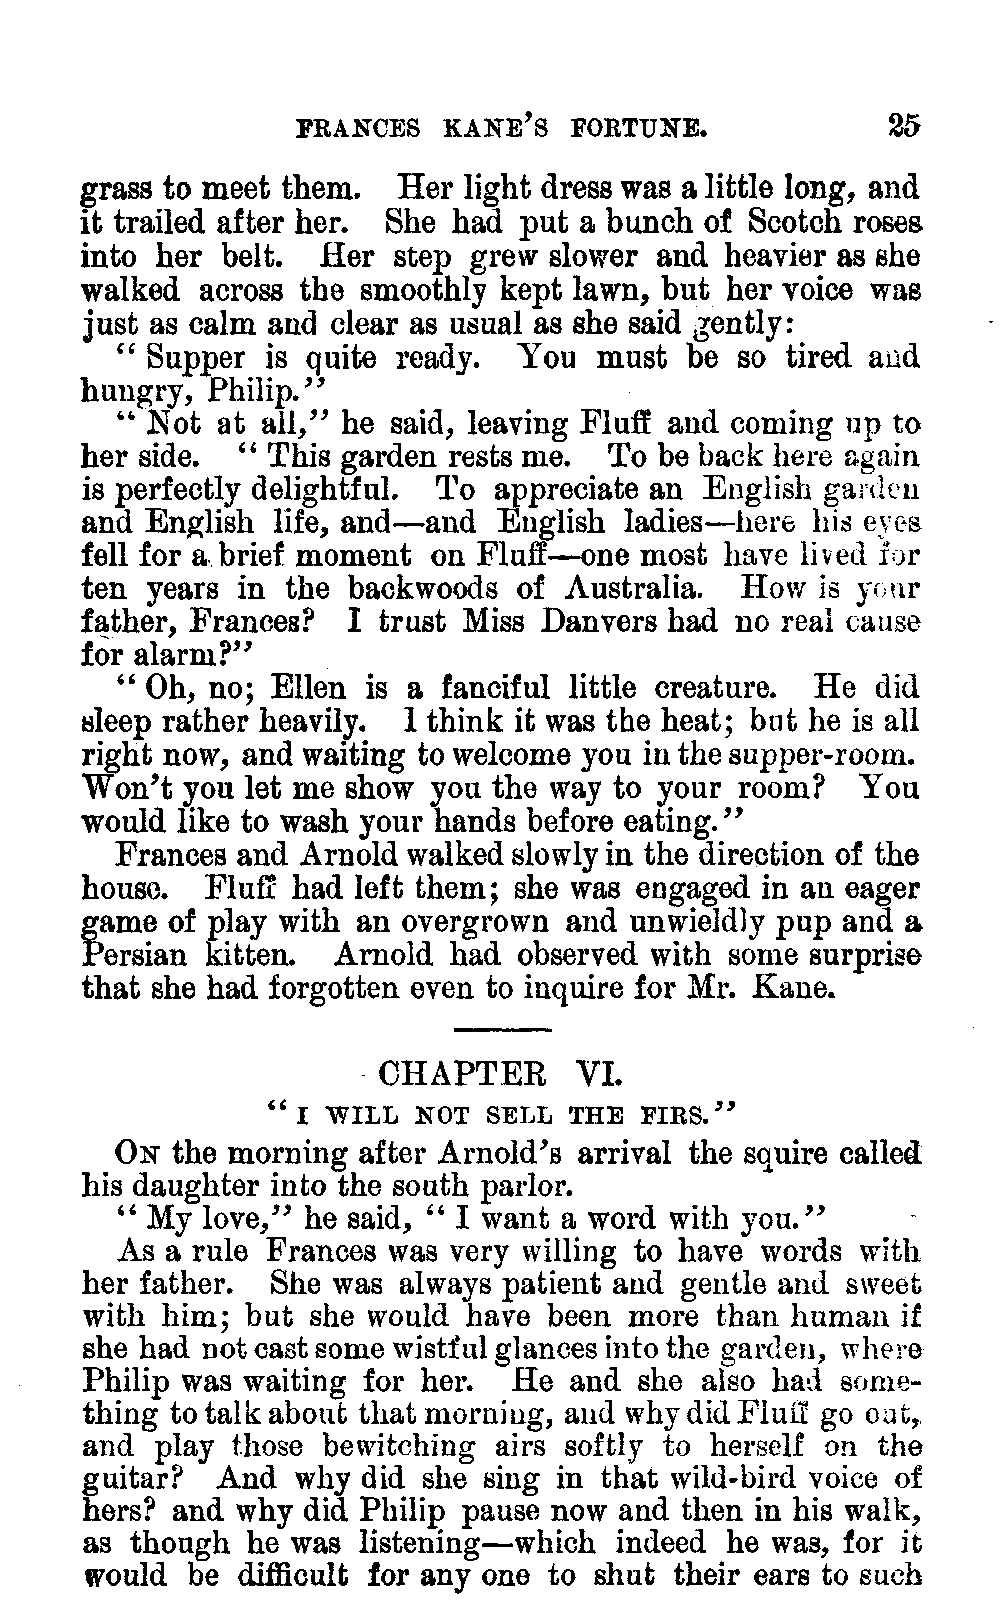 FRANCES KANE'S FORTUNE. 25
grass to meet them. Her light dress was a little long, and
it trailed after her. She had put a bunch of Scotch roses
into her belt. Her step grew slower and heavier as she
walked across the smoothly kept lawn, but her voice was
just as calm and clear as usual as she said gently:
"Supper is quite ready. You must be so tired and
hungry, Philip."
"Not at all," he said, leaving Fluff and coming up to
her side. "This garden rests me. To be back here again
is perfectly delightful. To appreciate an English garden
and English life, and—and English ladies—here his eyes
fell for a brief moment on Fluff—one most have lived for
ten years in the backwoods of Australia. How is your
father, Frances? I trust Miss Danvers had no real cause
for alarm?"
"Oh, no; Ellen is a fanciful little creature. He did
sleep rather heavily. I think it was the heat; but he is all
right now, and waiting to welcome you in the supper-room.
Won't you let me show you the way to your room? You
would like to wash your hands before eating."
Frances and Arnold walked slowly in the direction of the
house. Fluff had left them; she was engaged in an eager
game of play with an overgrown and unwieldly pup and a
Persian kitten. Arnold had observed with some surprise
that she had forgotten even to inquire for Mr. Kane.
CHAPTER VI.
"I WILL NOT SELL THE FIRS."
ON the morning after Arnold's arrival the squire called
his daughter into the south parlor.
"My love," he said, "I want a word with you."
As a rule Frances was very willing to have words with
her father. She was always patient and gentle and sweet
with him; but she would have been more than human if
she had not cast some wistful glances into the garden, where
Philip was waiting for her. He and she also had some-
thing to talk about that morning, and why did Fluff go out,
and play those bewitching airs softly to herself on the
guitar? And why did she sing in that wild-bird voice of
hers? and why did Philip pause now and then in his walk,
as though he was listening—which indeed he was, for it
would be difficult for any one to shut their ears to such